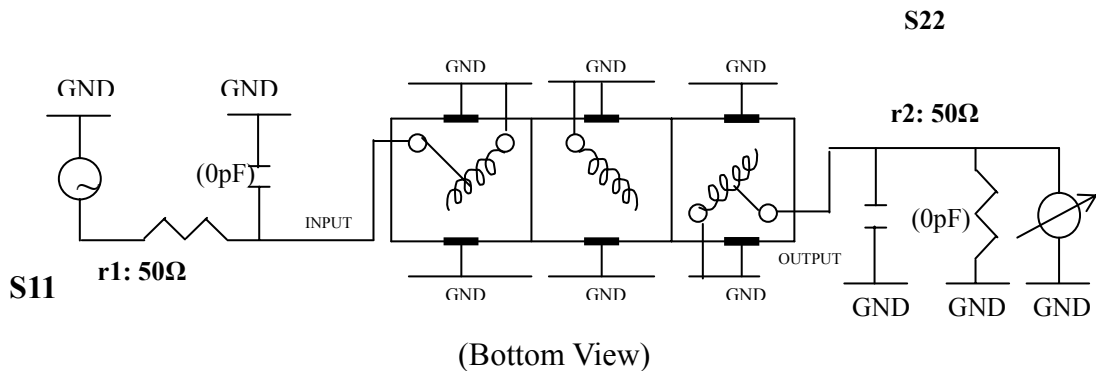 S22
GND
GND
GND
GND
GND
r2: 50Ω
(0pF)
(0pF)
INPUT
OUTPUT
r1: 50Ω
S11
GND
GND
GND
GND
GND
GND
(Bottom View)